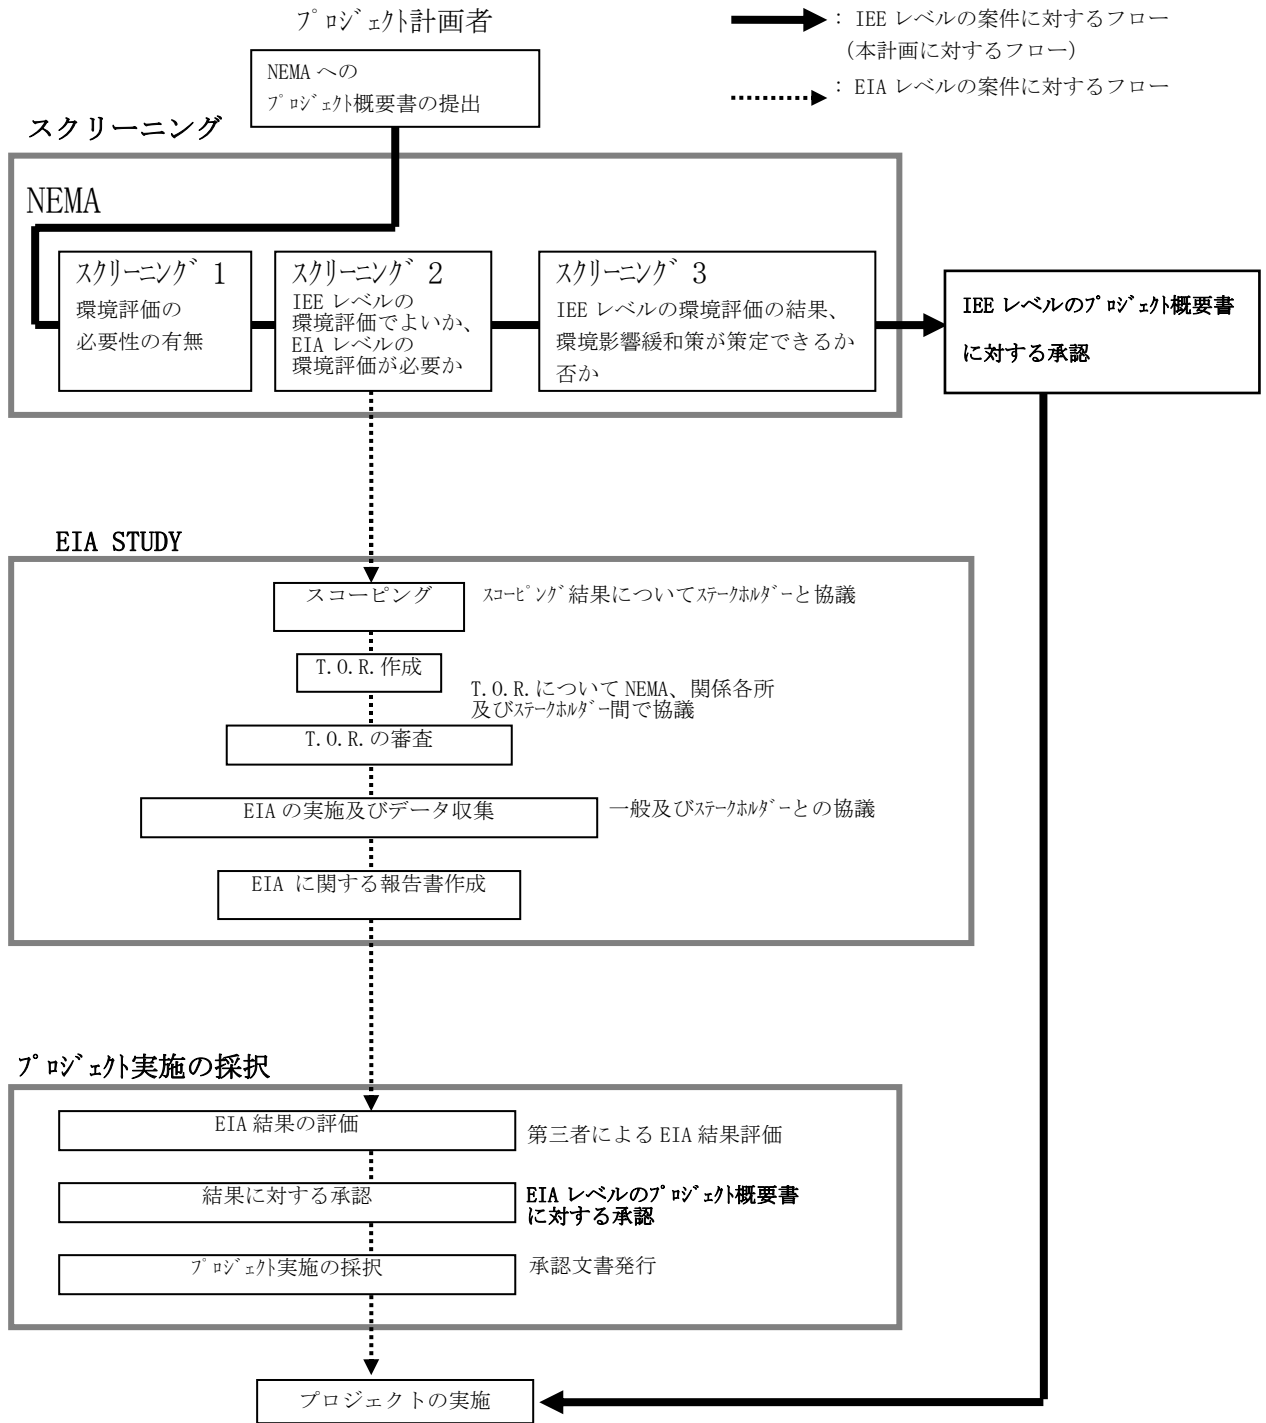 プロジェクト計画者
: IEE レベルの案件に対するフロー
(本計画に対するフロー)
: EIA レベルの案件に対するフロー
NEMA への
プロジェクト概要書の提出
スクリーニング
NEMA
スクリーニング 1
環境評価の
必要性の有無
スクリーニング 2
IEE レベルの
環境評価でよいか、
EIA レベルの
環境評価が必要か
スクリーニング 3
IEE レベルの環境評価の結果、
環境影響緩和策が策定できるか
否か
IEE レベルのプロジェクト概要書
に対する承認
EIA STUDY
スコーピング
スコーピング結果についてステークホルダーと協議
T.O.R.作成
T.O.R.について NEMA、関係各所
及びステークホルダー間で協議
T.O.R.の審査
EIA の実施及びデータ収集
一般及びステークホルダーとの協議
EIA に関する報告書作成
プロジェクト実施の採択
EIA 結果の評価
第三者による EIA 結果評価
結果に対する承認
EIA レベルのプロジェクト概要書
に対する承認
プロジェクト実施の採択
承認文書発行
プロジェクトの実施